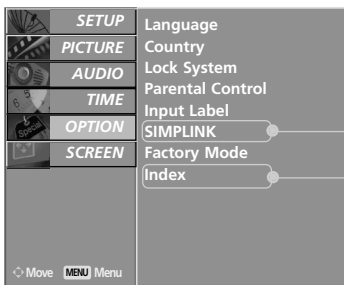 SETUP
PICTURE
AUDIO
TIME
OPTION
SCREEN
Language
Country
Lock System
Parental Control
Input Label
SIMPLINK
Factory Mode
Index
Special
Move MENU Menu